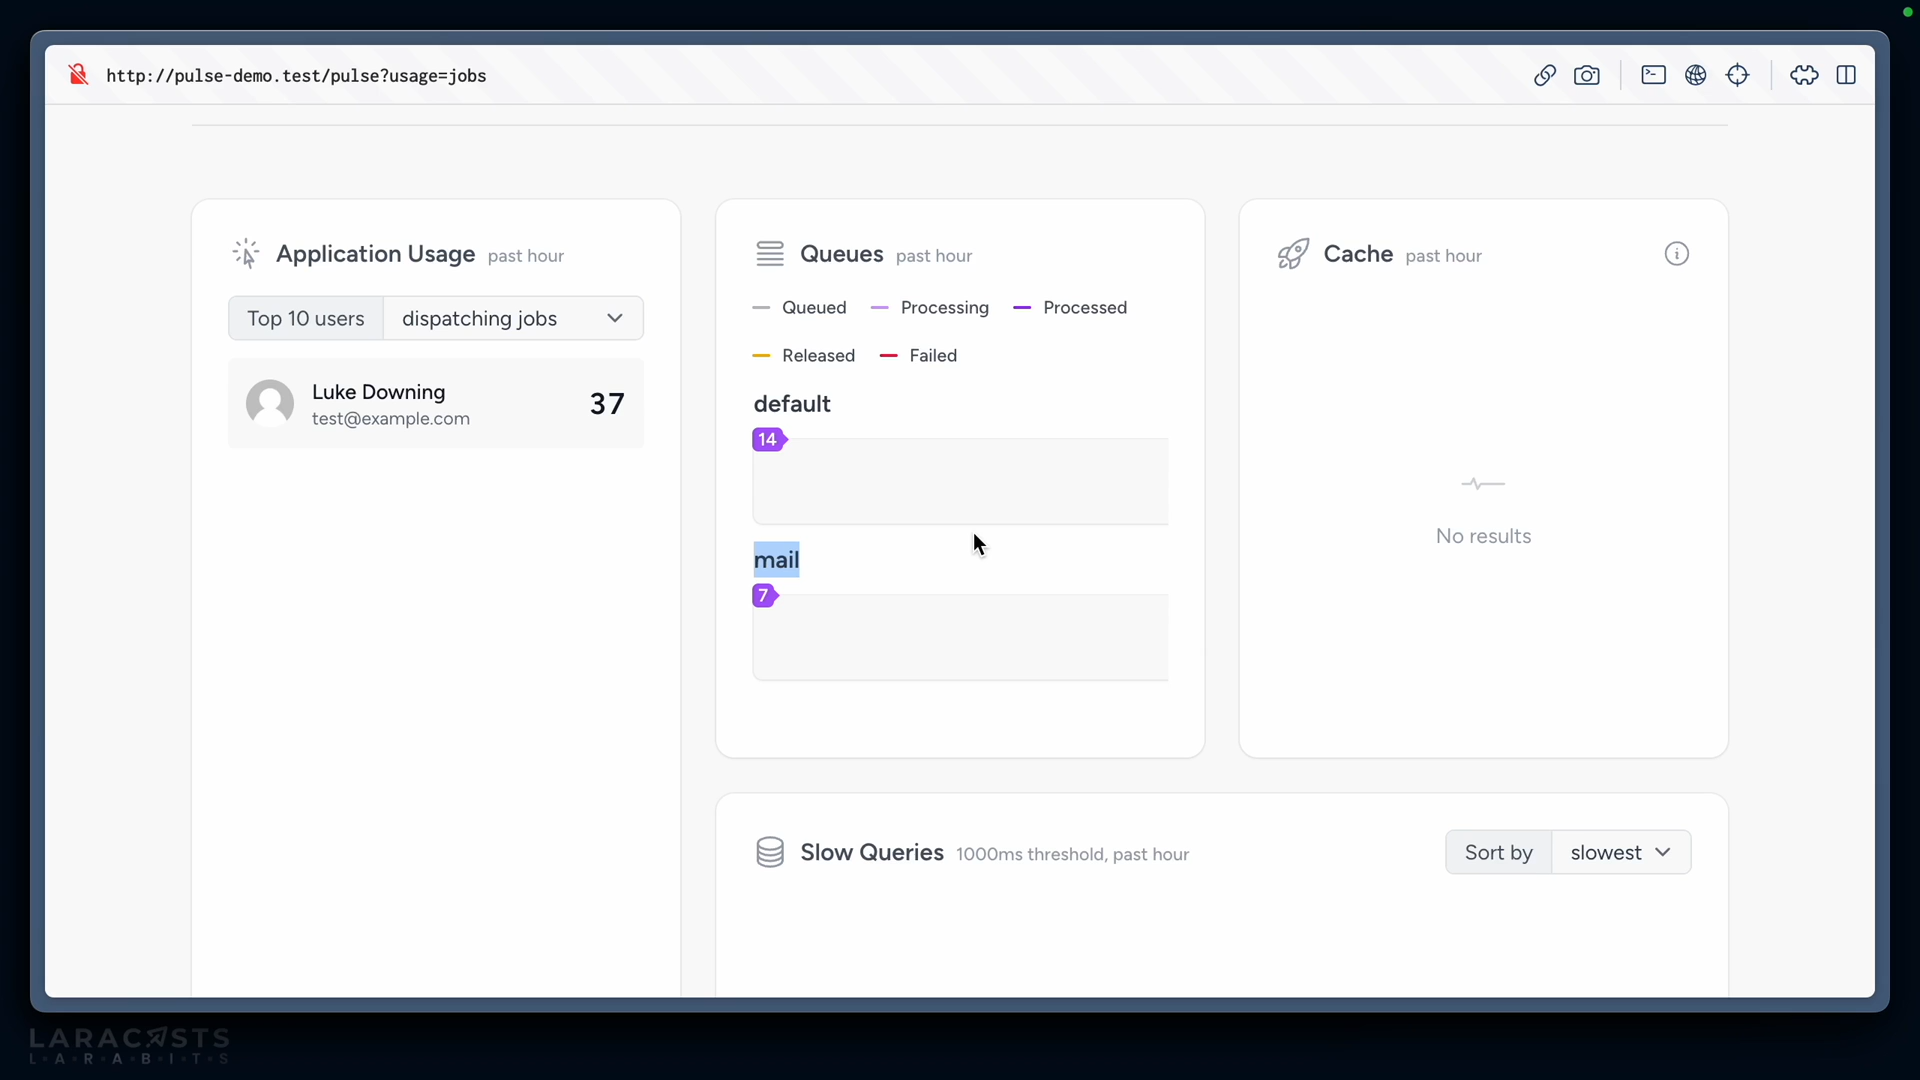 http://pulse-demo.test/pulse?usage=jobs
Application Usage past hour
Top 10 users dispatching jobs
Luke Downing
test@example.com
37
Queues past hour
Queued Processing Processed
Released Failed
default
14
mail
7
Cache past hour
No results
Slow Queries 1000ms threshold, past hour
Sort by slowest
LARACASTS
L·A·R·A·B·I·T·S